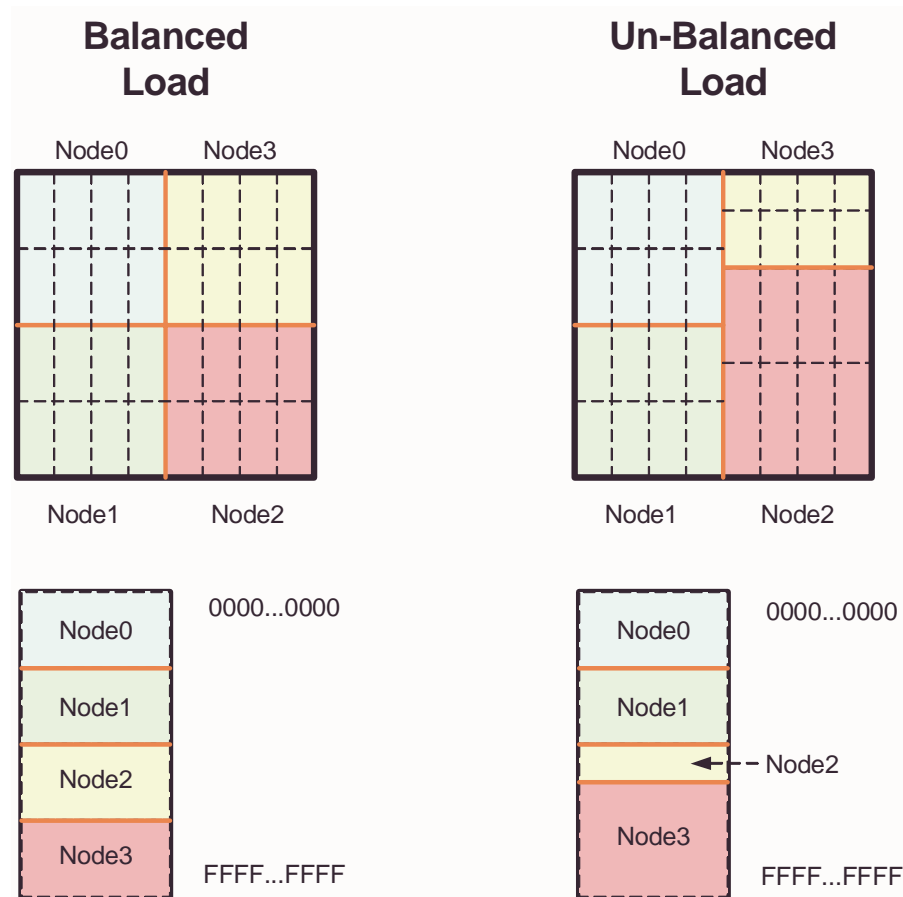 Balanced
Load
Un-Balanced
Load
Node0 Node3
Node0 Node3
Node1 Node2
Node1 Node2
Node0
Node1
Node2
Node3
0000...0000
FFFF...FFFF
Node0
Node1
Node2
Node3
0000...0000
FFFF...FFFF